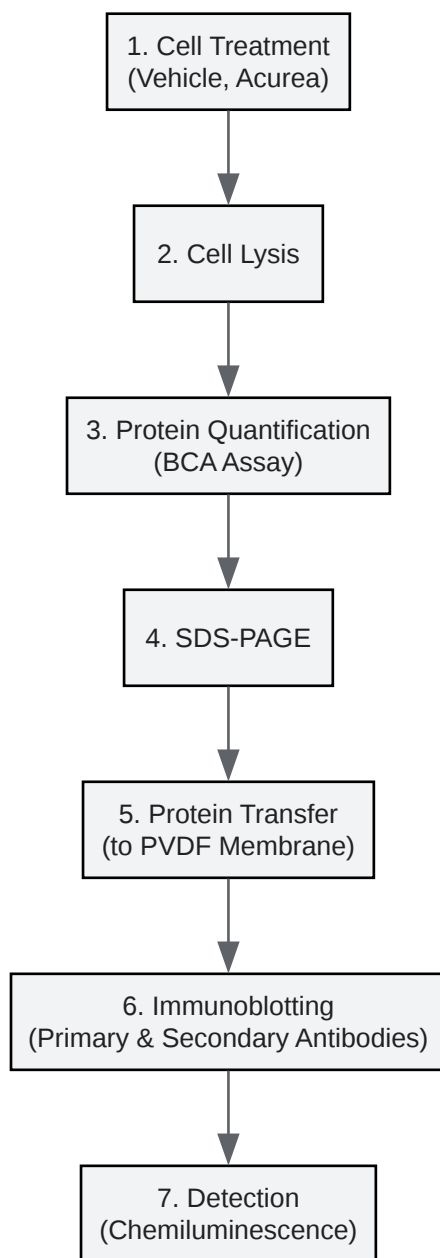 1. Cell Treatment
(Vehicle, Acurea)
2. Cell Lysis
3. Protein Quantification
(BCA Assay)
4. SDS-PAGE
5. Protein Transfer
(to PVDF Membrane)
6. Immunoblotting
(Primary & Secondary Antibodies)
7. Detection
(Chemiluminescence)